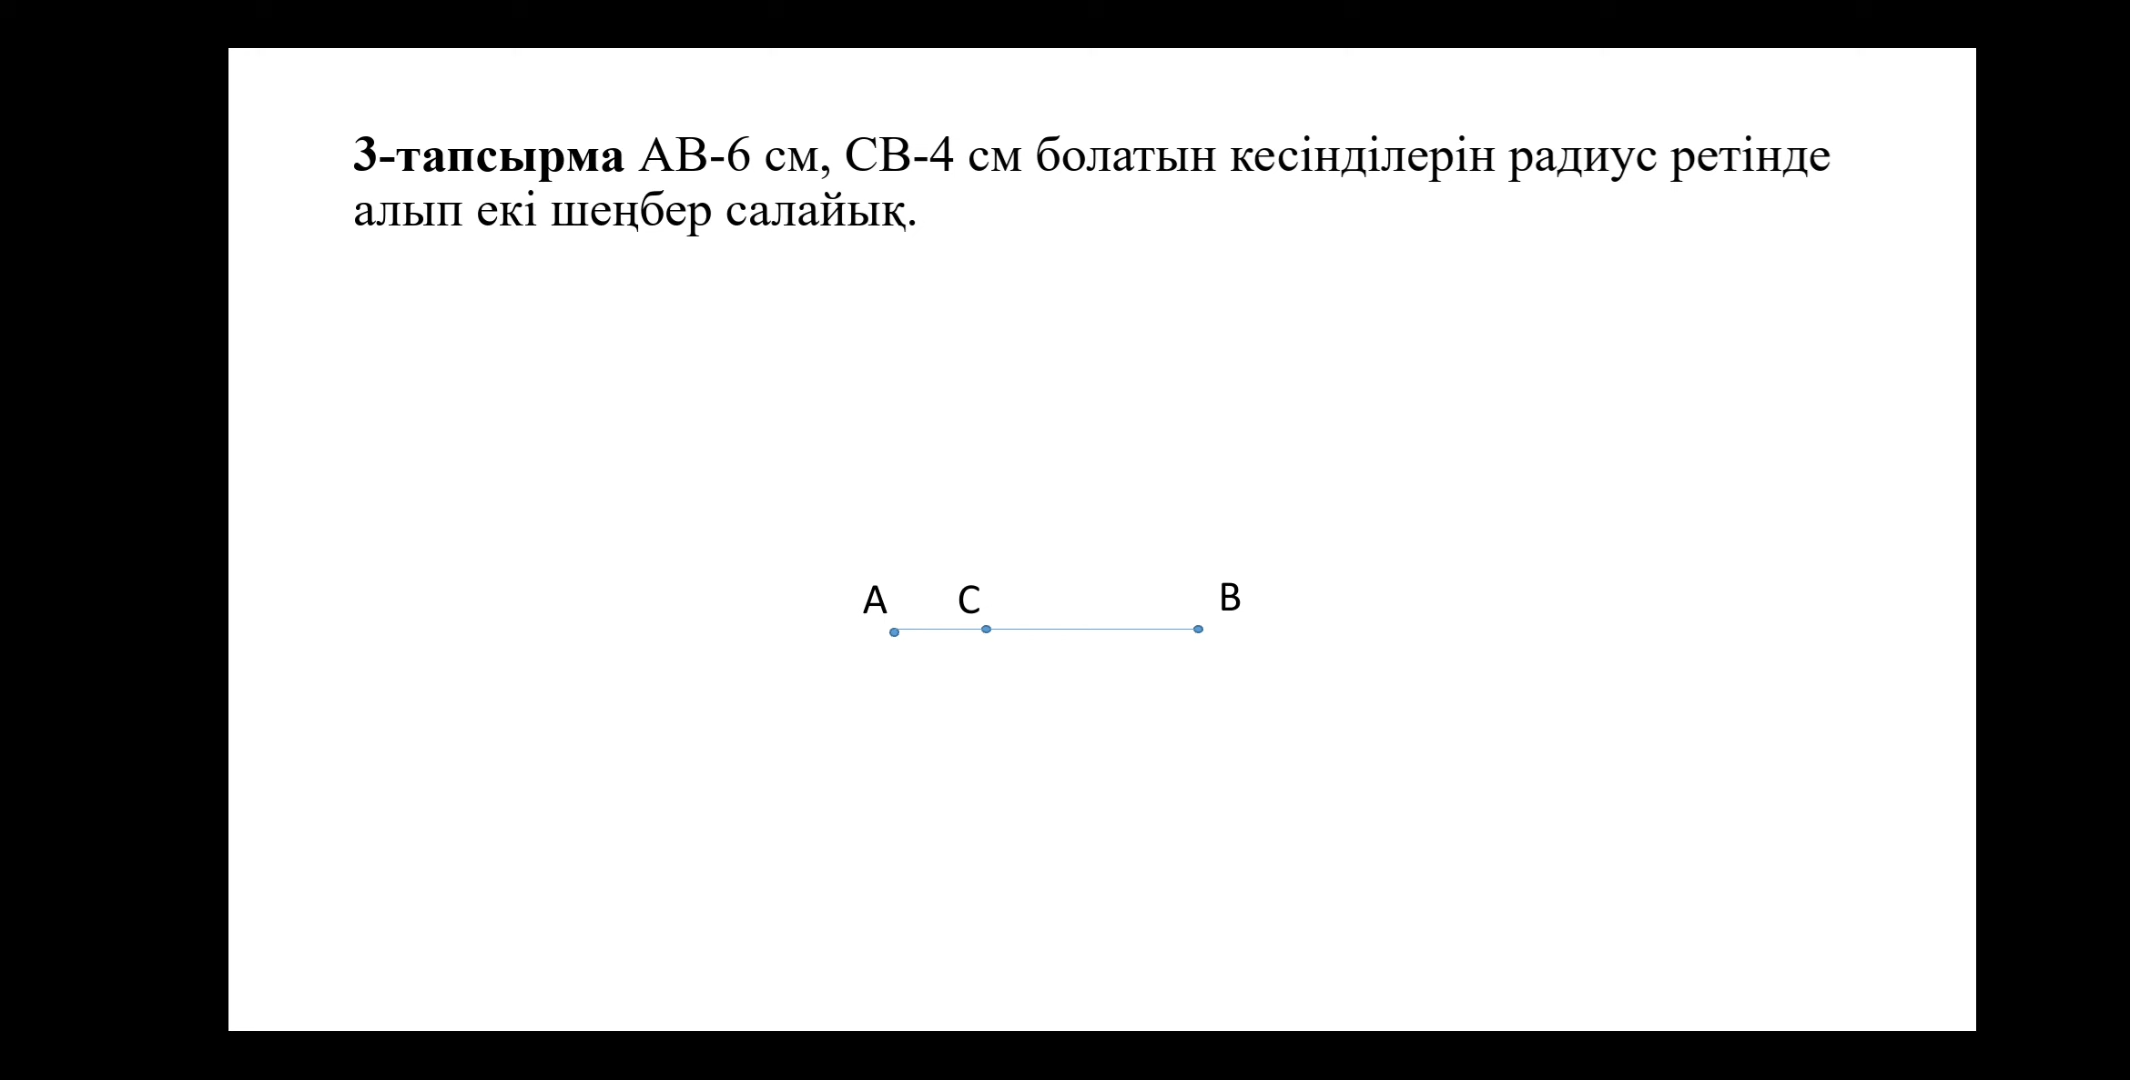 3-тапсырма АВ-6 см, СВ-4 см болатын кесінділерін радиус ретінде
алып екі шеңбер салайық.
А С В